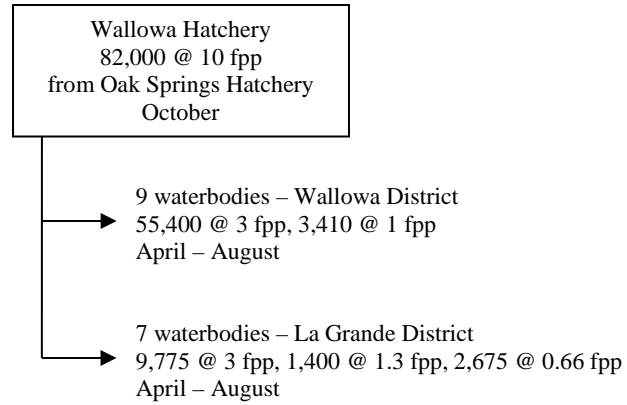 Wallowa Hatchery
82,000 @ 10 fpp
from Oak Springs Hatchery
October
9 waterbodies – Wallowa District
55,400 @ 3 fpp, 3,410 @ 1 fpp
April – August
7 waterbodies – La Grande District
9,775 @ 3 fpp, 1,400 @ 1.3 fpp, 2,675 @ 0.66 fpp
April – August